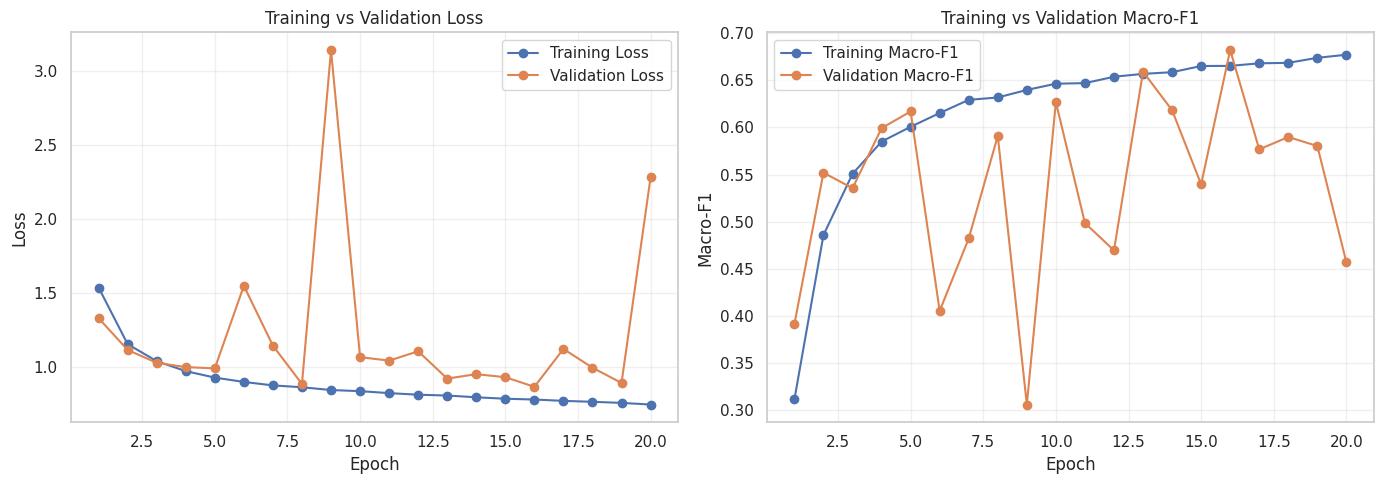 Training vs Validation Loss
Training Loss
Validation Loss
3.0
2.5
2.0
1.5
1.0
Loss
2.5 5.0 7.5 10.0 12.5 15.0 17.5 20.0
Epoch
Training vs Validation Macro-F1
Training Macro-F1
Validation Macro-F1
0.70
0.65
0.60
0.55
0.50
0.45
0.40
0.35
0.30
Macro-F1
2.5 5.0 7.5 10.0 12.5 15.0 17.5 20.0
Epoch